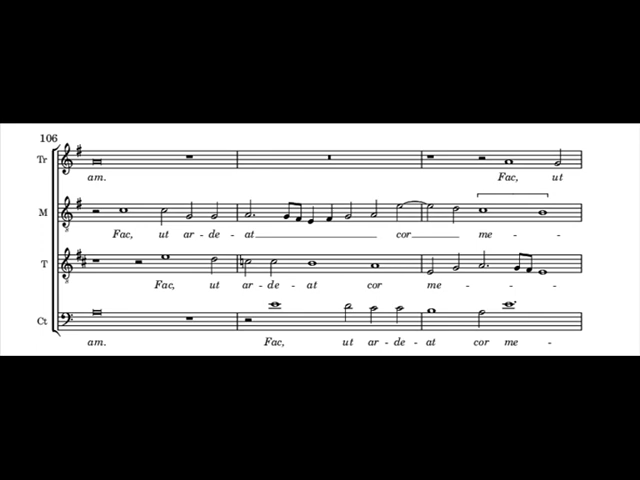 106
Tr
am. Fac, ut
M
Fac, ut ar - de - at cor me -
T
Fac, ut ar - de - at cor me -
Ct
am. Fac, ut ar - de - at cor me -